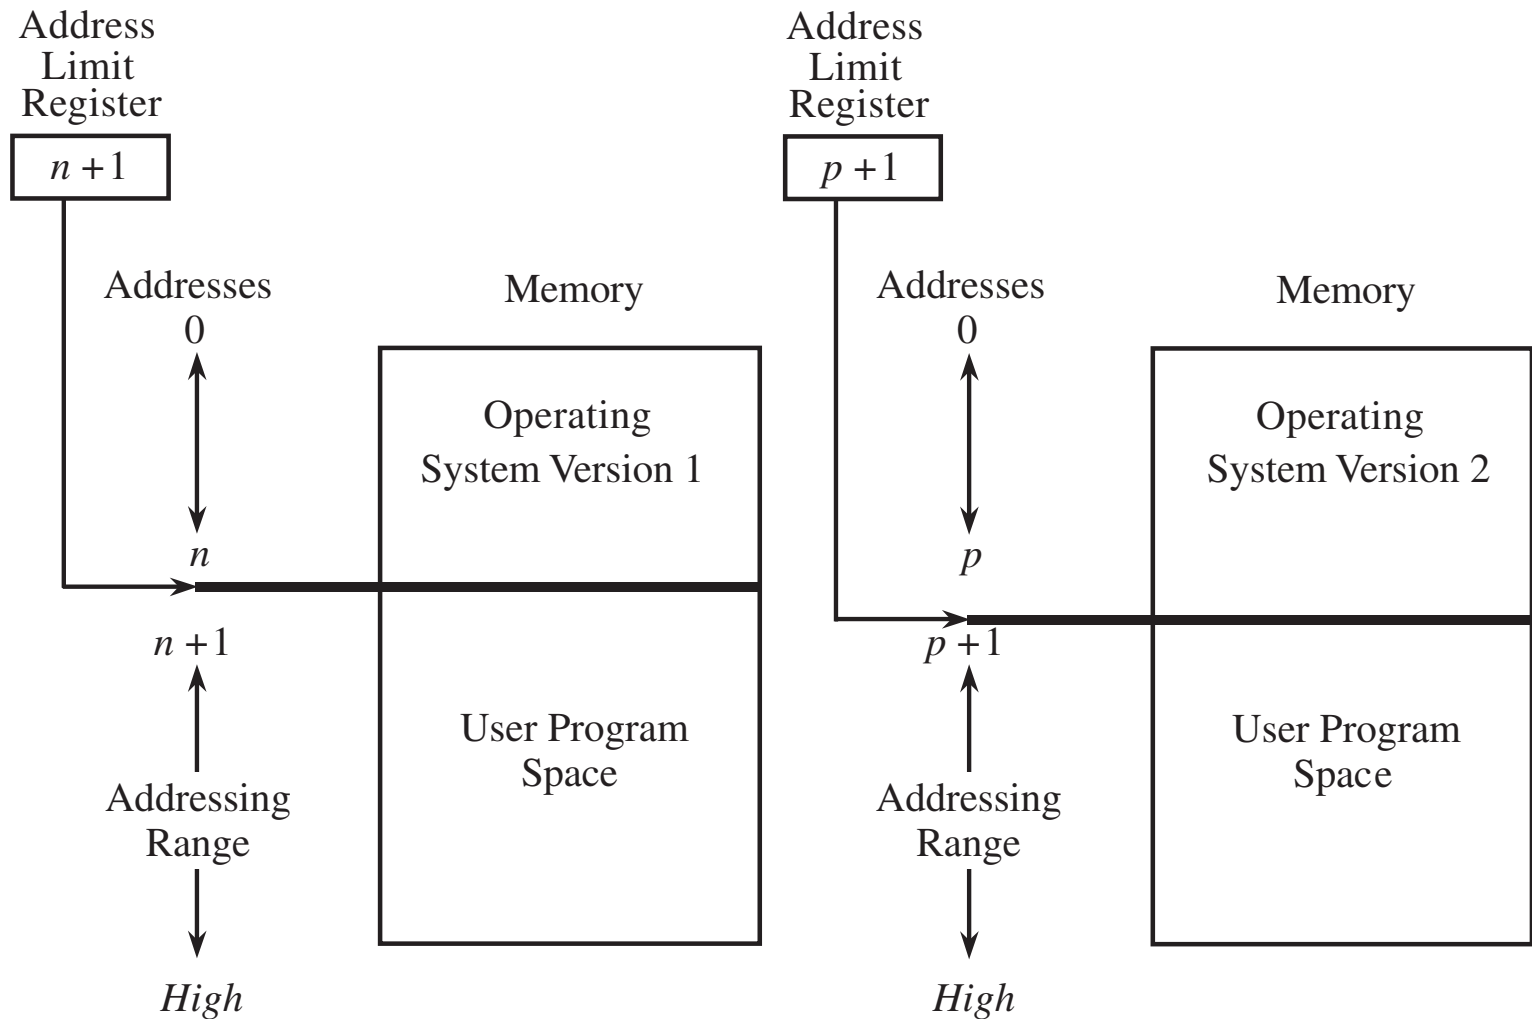 Address
Limit
Register
n + 1
Addresses
0
Memory
Operating
System Version 1
n
n + 1
User Program
Space
Addressing
Range
High
Address
Limit
Register
p + 1
Addresses
0
Memory
Operating
System Version 2
p
p + 1
User Program
Space
Addressing
Range
High